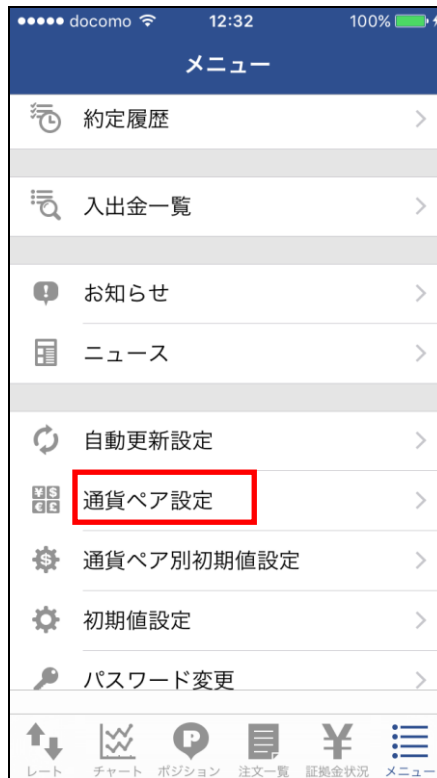 docomo 12:32 100%
メニュー
約定履歴
入出金一覧
お知らせ
ニュース
自動更新設定
¥ $ € £
通貨ペア設定
$
通貨ペア別初期値設定
初期値設定
パスワード変更
P ¥
レート チャート ポジション 注文一覧 証拠金状況 メニュー